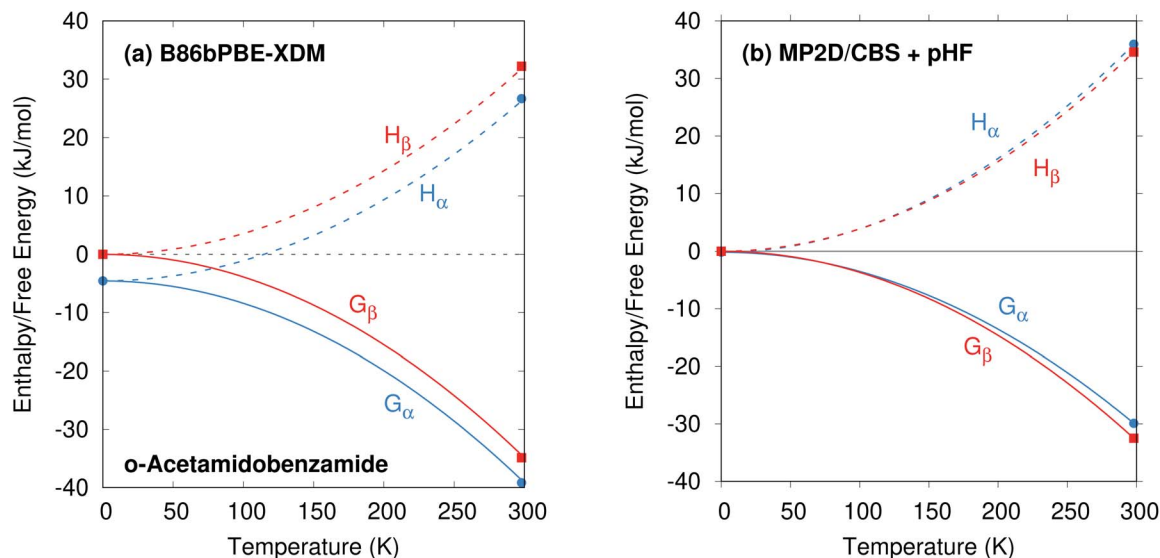 (a) B86bPBE-XDM
Enthalpy/Free Energy (kJ/mol)
40
30
20
10
0
-10
-20
-30
-40
Hβ
Hα
Gβ
Gα
o-Acetamidobenzamide
0 50 100 150 200 250 300
Temperature (K)
(b) MP2D/CBS + pHF
Enthalpy/Free Energy (kJ/mol)
40
30
20
10
0
-10
-20
-30
-40
Hα
Hβ
Gα
Gβ
0 50 100 150 200 250 300
Temperature (K)